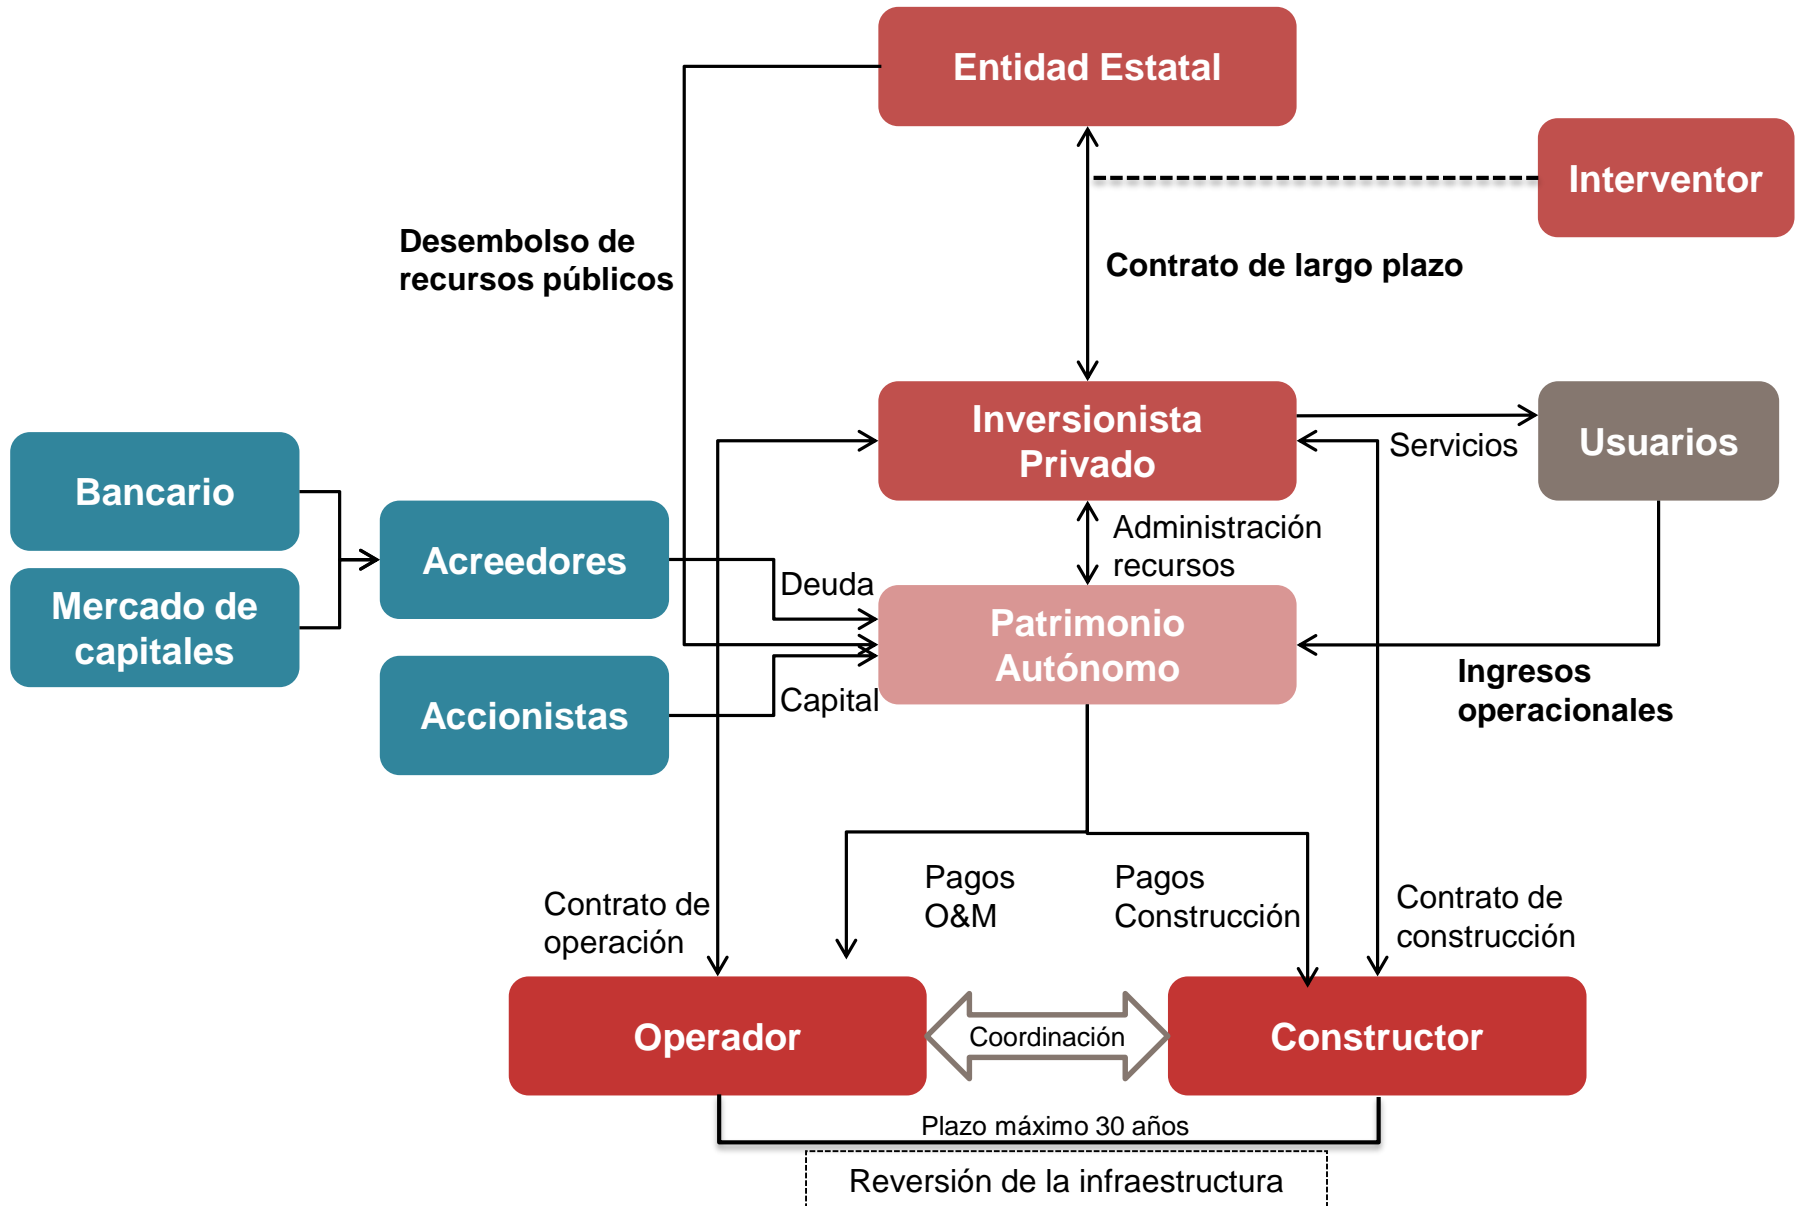 Entidad Estatal
Interventor
Desembolso de
recursos públicos
Contrato de largo plazo
Inversionista
Privado
Servicios
Usuarios
Bancario
Mercado de
capitales
Acreedores
Accionistas
Administración
recursos
Deuda
Capital
Patrimonio
Autónomo
Ingresos
operacionales
Contrato de
operación
Pagos
O&M
Pagos
Construcción
Contrato de
construcción
Operador
Coordinación
Constructor
Plazo máximo 30 años
Reversión de la infraestructura